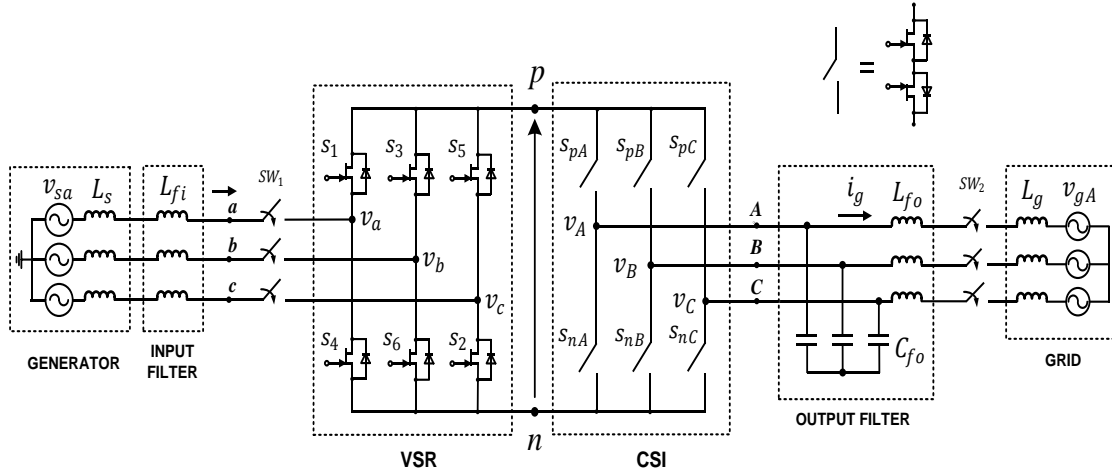 p
=
VSR
CSI
s1
s3
s5
spA
spB
spC
vsa
Ls
Lfi
SW1
a
b
c
va
vb
vc
vA
vB
vC
A
B
C
ig
Lfo
SW2
Lg
vgA
s4
s6
s2
snA
snB
snC
Cfo
GENERATOR
INPUT
FILTER
OUTPUT FILTER
GRID
n